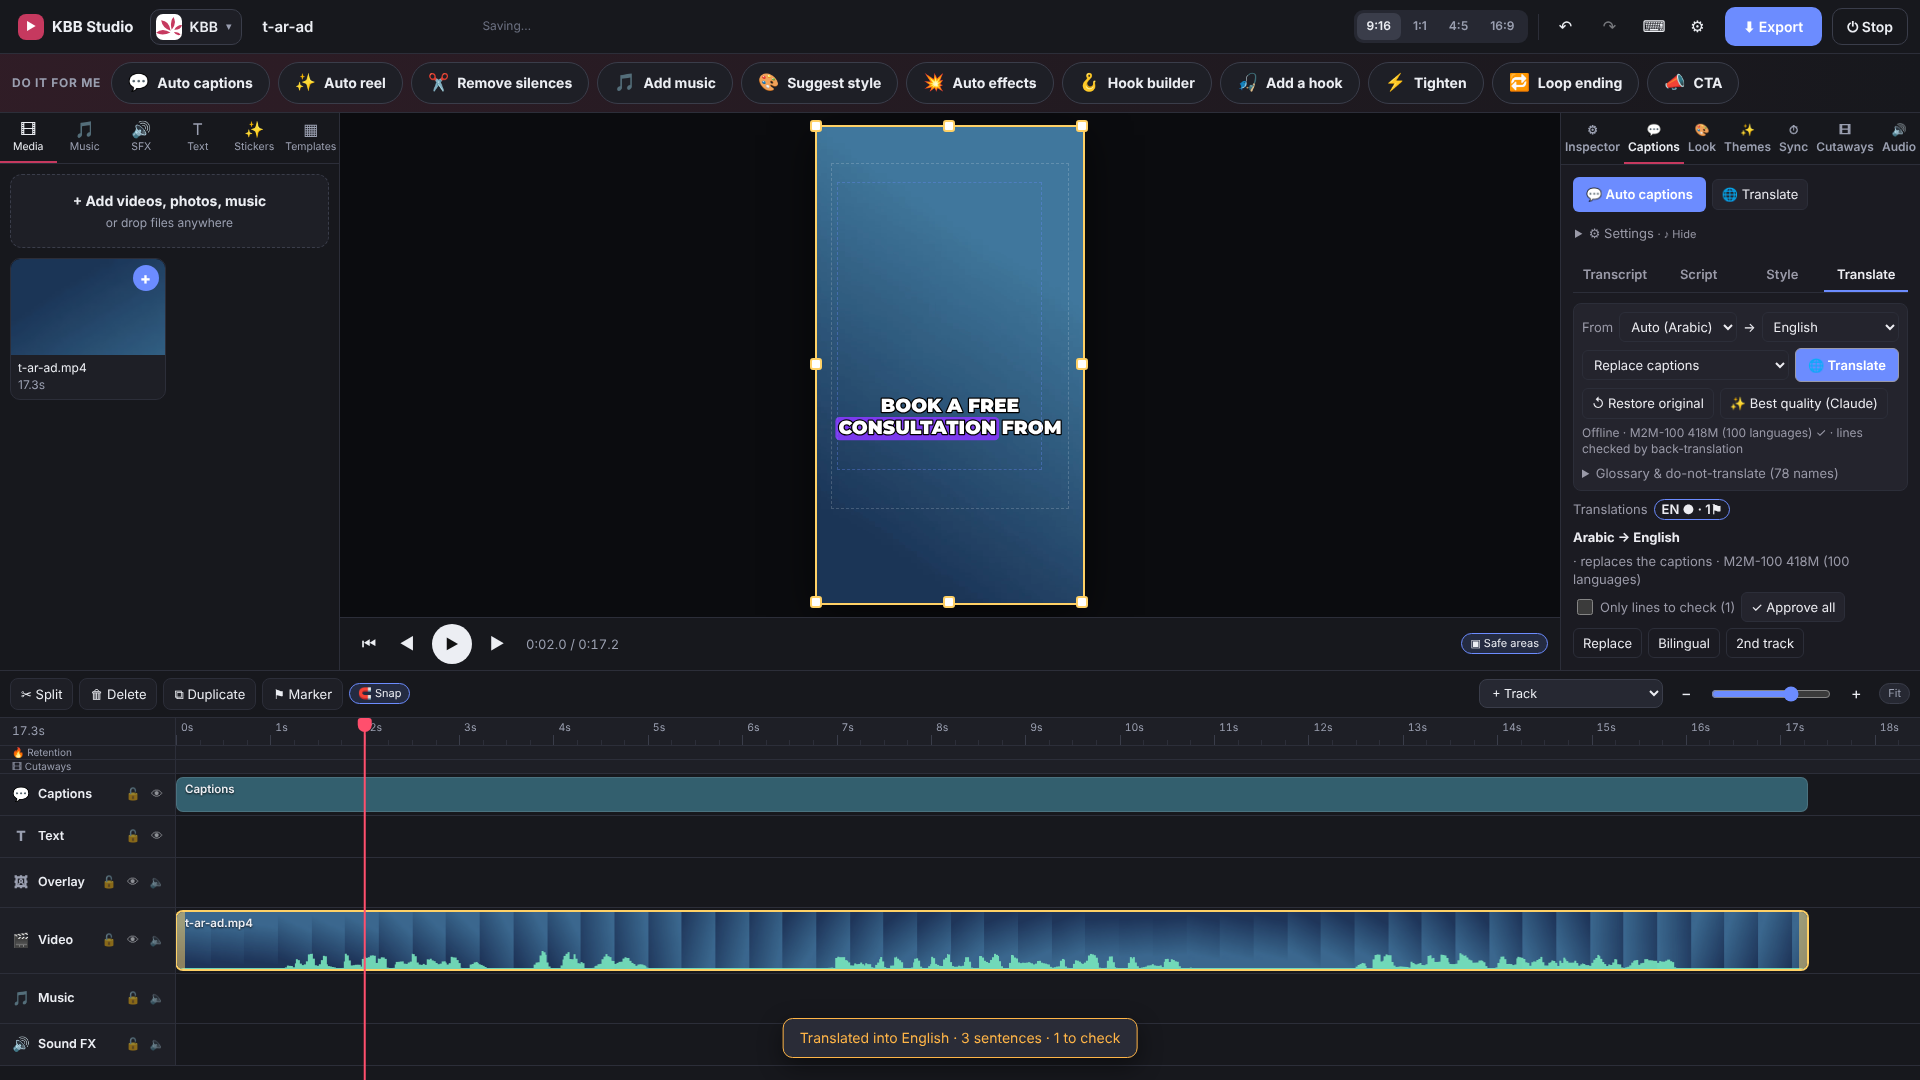 KBB Studio
KBB
t-ar-ad
Saving...
9:16
1:1
4:5
16:9
Export
Stop
DO IT FOR ME
Auto captions
Auto reel
Remove silences
Add music
Suggest style
Auto effects
Hook builder
Add a hook
Tighten
Loop ending
CTA
Media
Music
SFX
Text
Stickers
Templates
+ Add videos, photos, music
or drop files anywhere
t-ar-ad.mp4
17.3s
BOOK A FREE
CONSULTATION FROM
0:02.0 / 0:17.2
Safe areas
Inspector
Captions
Look
Themes
Sync
Cutaways
Audio
Auto captions
Translate
Settings · ♪ Hide
Transcript
Script
Style
Translate
From
Auto (Arabic)
→
English
Replace captions
Translate
Restore original
Best quality (Claude)
Offline · M2M-100 418M (100 languages) ✓ · lines
checked by back-translation
Glossary & do-not-translate (78 names)
Translations
EN ● · 1⚑
Arabic → English
· replaces the captions · M2M-100 418M (100
languages)
Only lines to check (1)
✓ Approve all
Replace
Bilingual
2nd track
Split
Delete
Duplicate
Marker
Snap
+ Track
−
+
Fit
17.3s
0s
1s
2s
3s
4s
5s
6s
7s
8s
9s
10s
11s
12s
13s
14s
15s
16s
17s
18s
Retention
Cutaways
Captions
Captions
Text
Overlay
Video
t-ar-ad.mp4
Music
Sound FX
Translated into English · 3 sentences · 1 to check